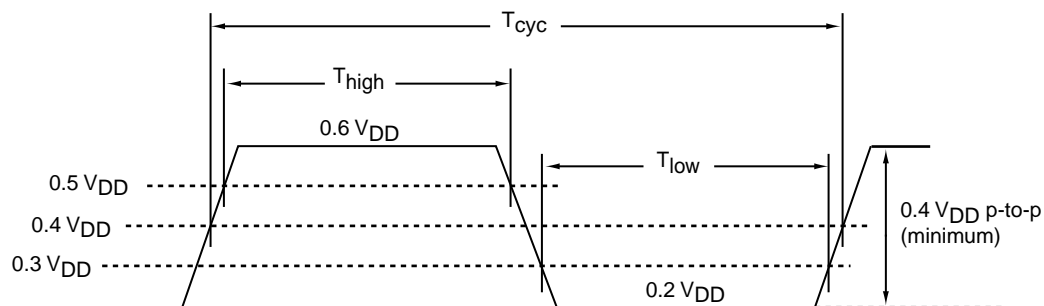 Tcyc
Thigh
0.6 VDD
Tlow
0.5 VDD
0.4 VDD
0.4 VDD p-to-p
(minimum)
0.3 VDD
0.2 VDD